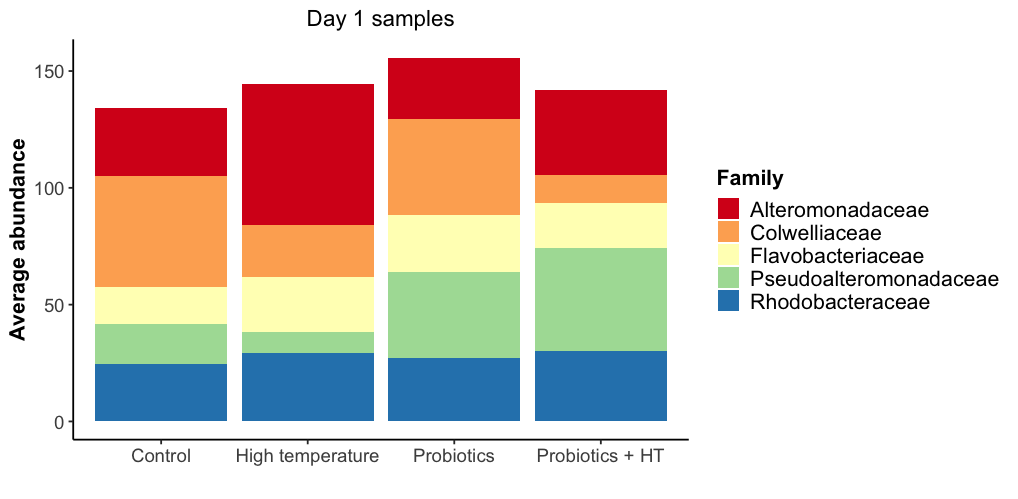 Day 1 samples
Average abundance
150
100
50
0
Control
High temperature
Probiotics
Probiotics + HT
Family
Alteromonadaceae
Colwelliaceae
Flavobacteriaceae
Pseudoalteromonadaceae
Rhodobacteraceae